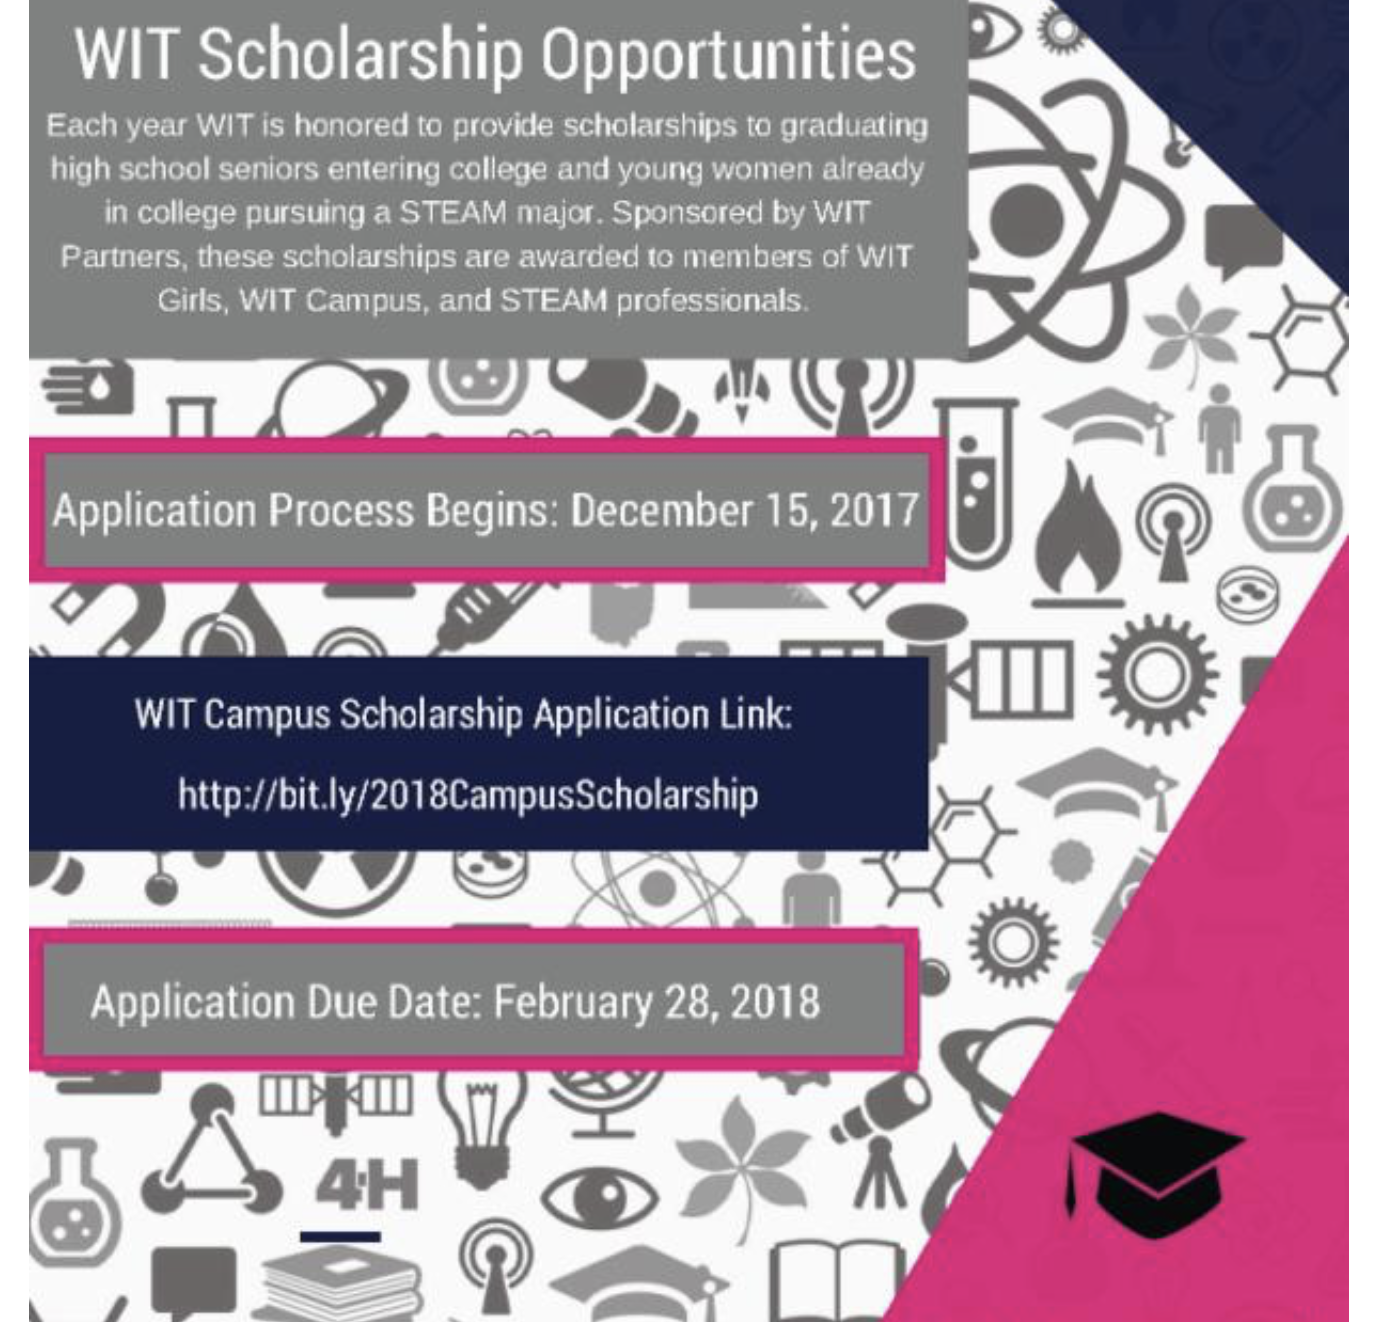 WIT Scholarship Opportunities
Each year WIT is honored to provide scholarships to graduating
high school seniors entering college and young women already
in college pursuing a STEAM major. Sponsored by WIT
Partners, these scholarships are awarded to members of WIT
Girls, WIT Campus, and STEAM professionals.
Application Process Begins: December 15, 2017
WIT Campus Scholarship Application Link:
http://bit.ly/2018CampusScholarship
Application Due Date: February 28, 2018
4-H